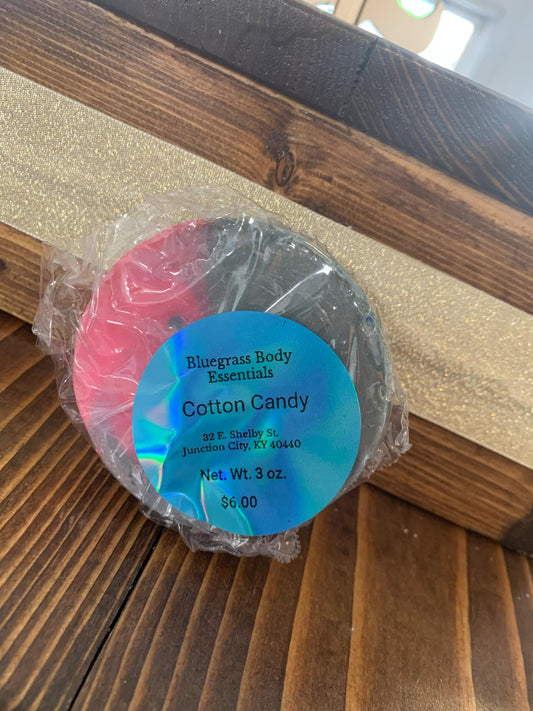 Bluegrass Body
Essentials
Cotton Candy
32 E. Shelby St.
Junction City, KY 40440
Net. Wt. 3 oz.
$6.00